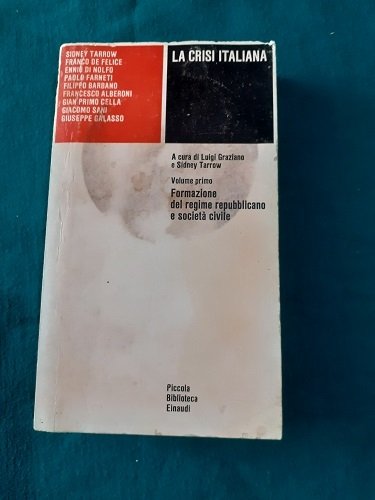 SIDNEY TARROW
FRANCO DE FELICE
ENNIO DI NOLFO
PAOLO FARNETI
FILIPPO BARBANO
FRANCESCO ALBERONI
GIAN PRIMO CELLA
GIACOMO SANI
GIUSEPPE GALASSO
LA CRISI ITALIANA
A cura di Luigi Graziano
e Sidney Tarrow
Volume primo
Formazione
del regime repubblicano
e società civile
Piccola
Biblioteca
Einaudi